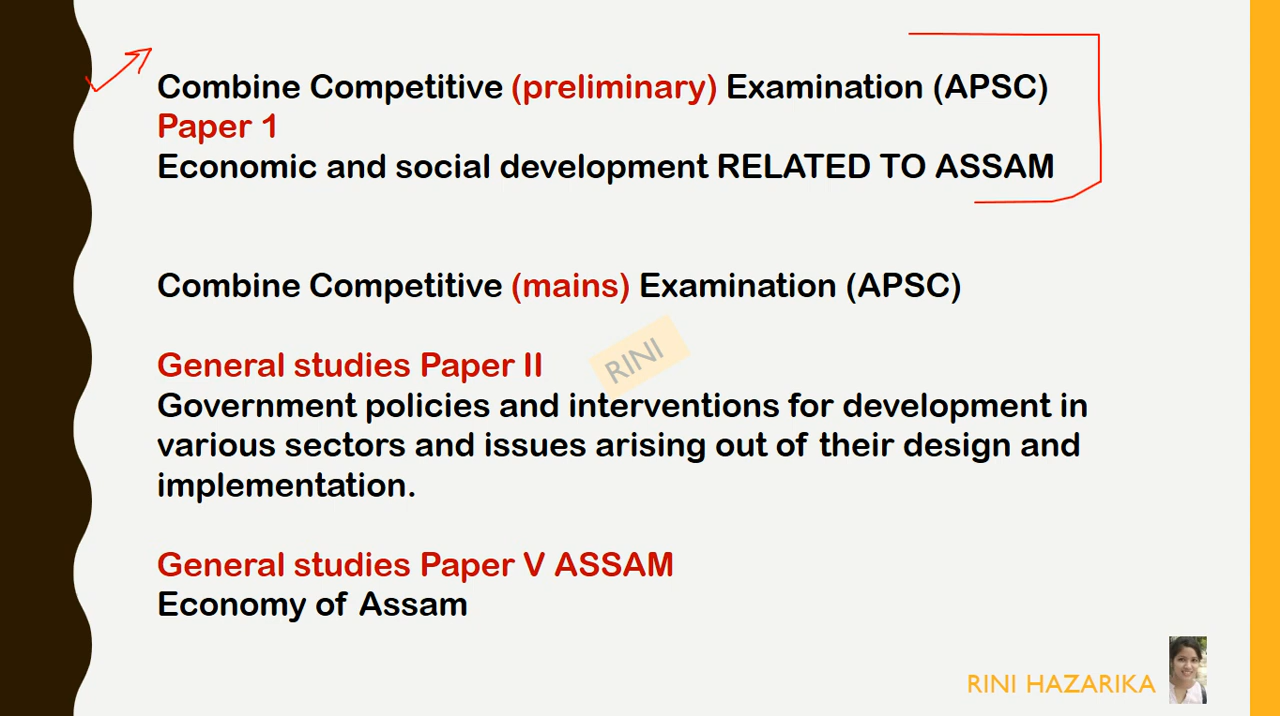 Combine Competitive (preliminary) Examination (APSC)
Paper 1
Economic and social development RELATED TO ASSAM
Combine Competitive (mains) Examination (APSC)
RINI
General studies Paper II
Government policies and interventions for development in
various sectors and issues arising out of their design and
implementation.
General studies Paper V ASSAM
Economy of Assam
RINI HAZARIKA